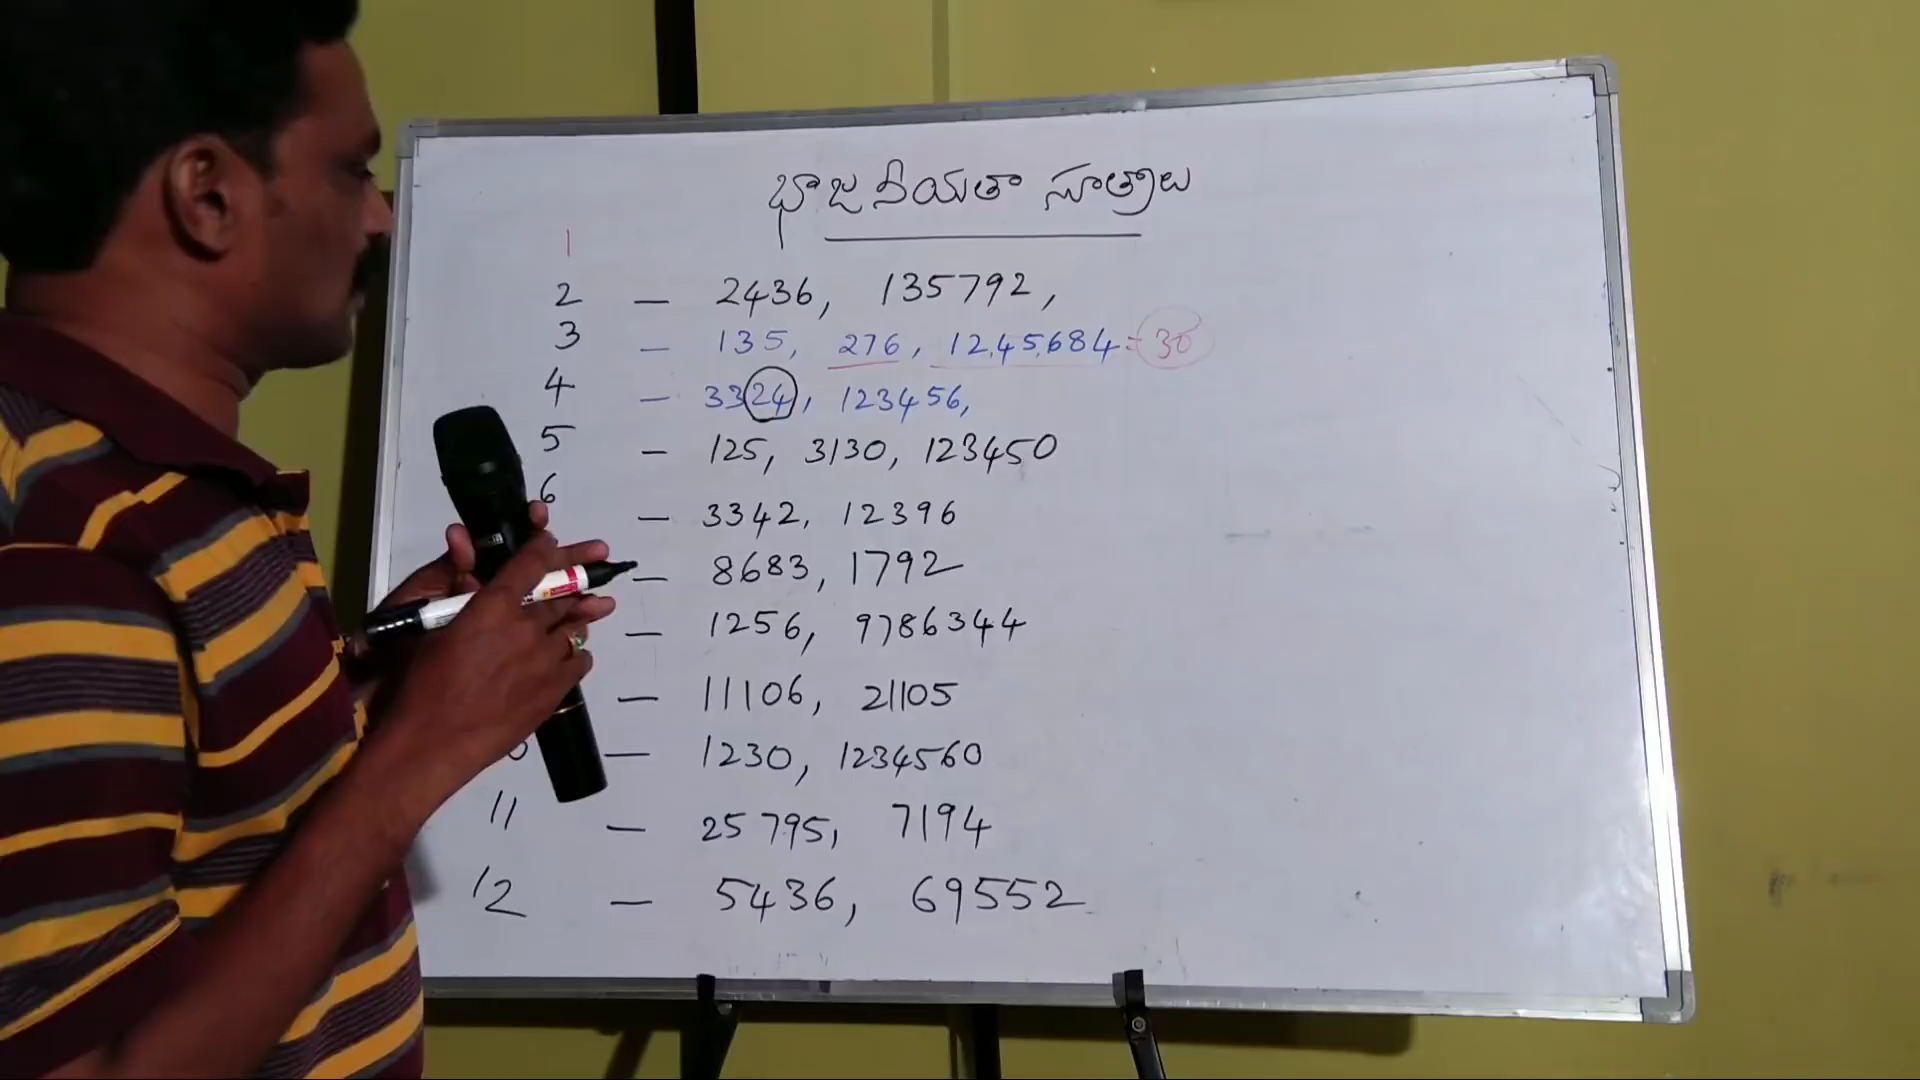 భాజనీయతా సూత్రాలు
1
2 — 2436, 135792,
3 — 135, 276, 1245684 = 30
4 — 3324, 123456,
5 — 125, 3130, 123450
6 — 3342, 12396
— 8683, 1792
— 1256, 9786344
— 11106, 21105
0 — 1230, 1234560
11 — 25795, 7194
12 — 5436, 69552